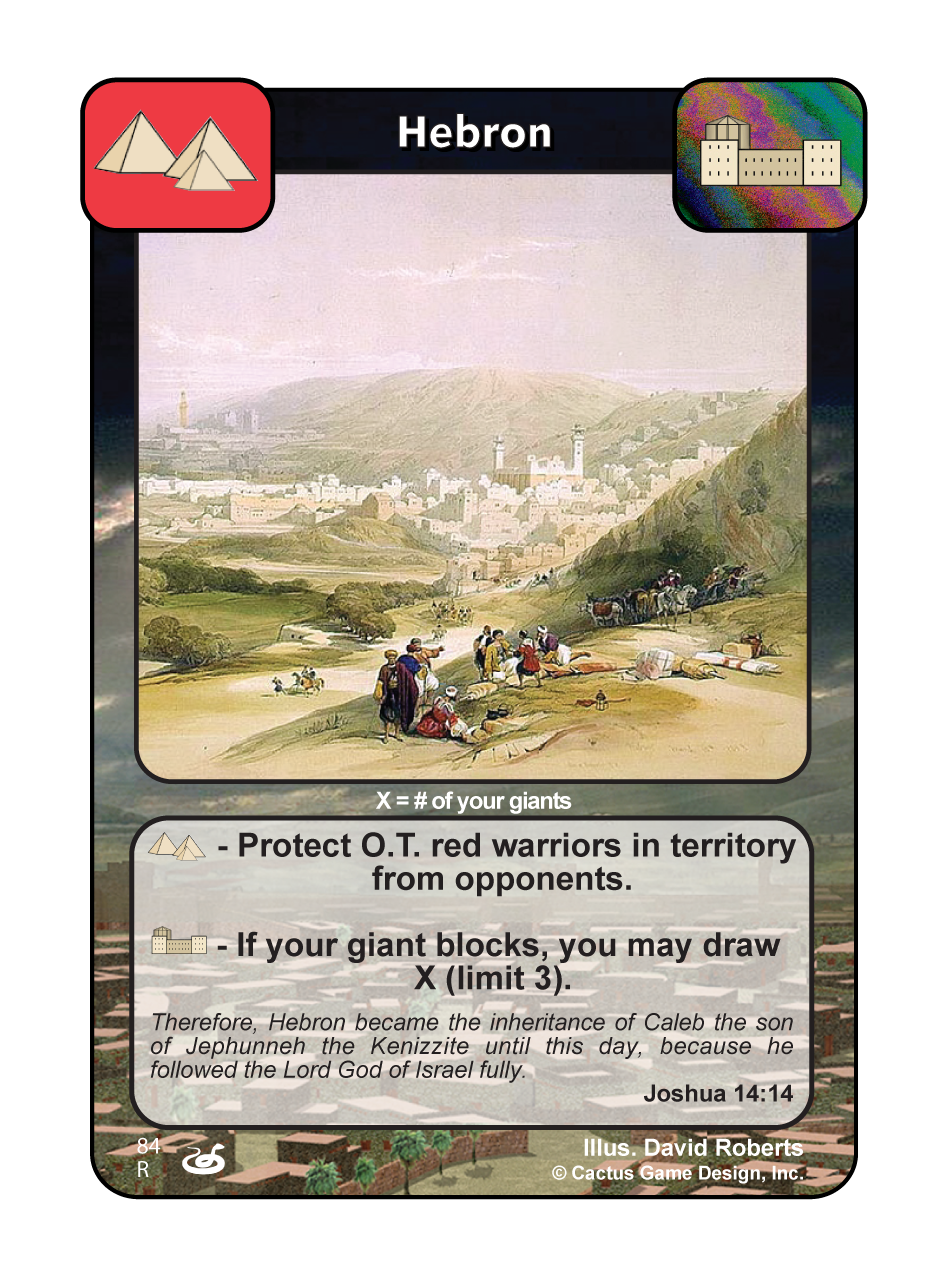 Hebron
X = # of your giants
- Protect O.T. red warriors in territory
from opponents.
- If your giant blocks, you may draw
X (limit 3).
Therefore, Hebron became the inheritance of Caleb the son
of Jephunneh the Kenizzite until this day, because he
followed the Lord God of Israel fully.
Joshua 14:14
84
R
Illus. David Roberts
© Cactus Game Design, Inc.